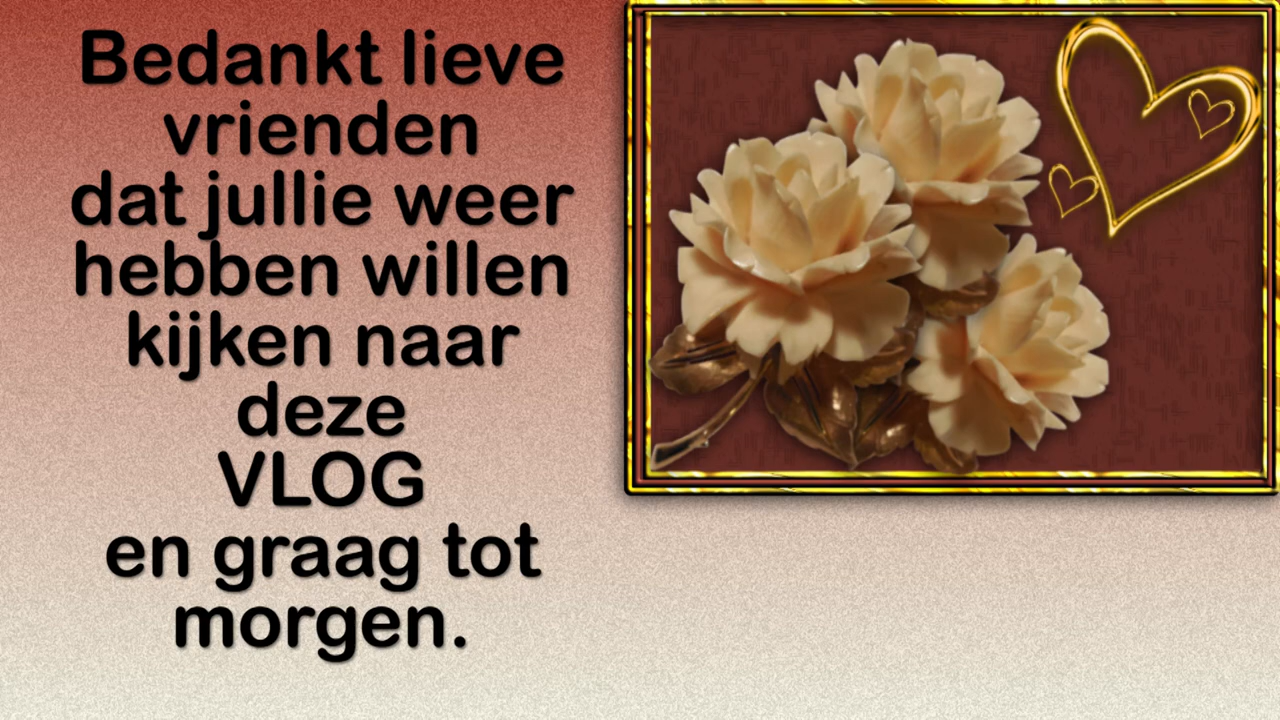 Bedankt lieve
vrienden
dat jullie weer
hebben willen
kijken naar
deze
VLOG
en graag tot
morgen.